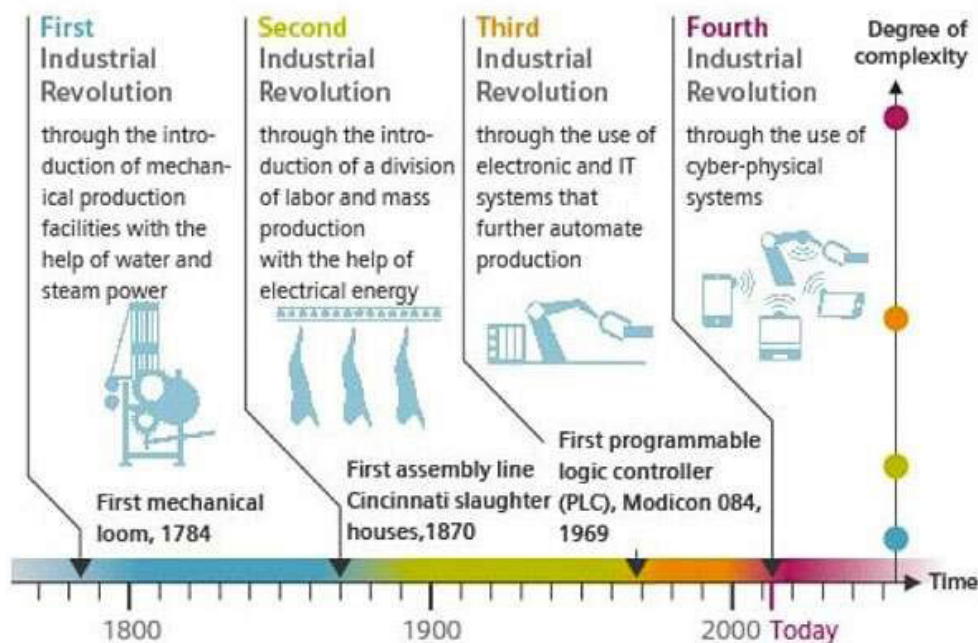 First
Industrial
Revolution
through the intro-
duction of mechan-
ical production
facilities with the
help of water and
steam power
Second
Industrial
Revolution
through the intro-
duction of a division
of labor and mass
production
with the help of
electrical energy
Third
Industrial
Revolution
through the use of
electronic and IT
systems that
further automate
production
Fourth
Industrial
Revolution
through the use of
cyber-physical
systems
Degree of
complexity
First mechanical
loom, 1784
First assembly line
Cincinnati slaughter
houses,1870
First programmable
logic controller
(PLC), Modicon 084,
1969
Time
1800
1900
2000
Today